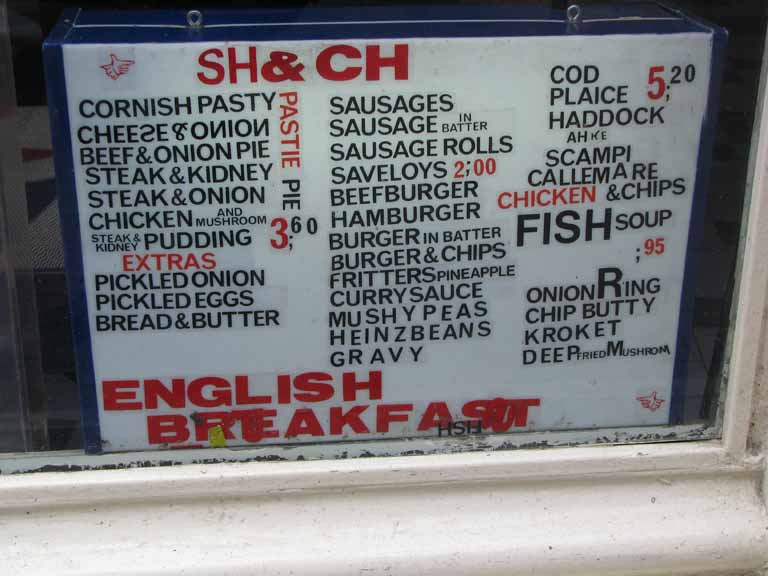 SH& CH
CORNISH PASTY
CHEESE & ONION
BEEF & ONION PIE
STEAK & KIDNEY
STEAK & ONION
CHICKEN AND MUSHROOM
STEAK & KIDNEY PUDDING 3;60
PASTIE PIE
EXTRAS
PICKLED ONION
PICKLED EGGS
BREAD & BUTTER
SAUSAGES
SAUSAGE IN BATTER
SAUSAGE ROLLS
SAVELOYS 2;00
BEEFBURGER
HAMBURGER
BURGER IN BATTER
BURGER & CHIPS
FRITTERS PINEAPPLE
CURRY SAUCE
MUSHY PEAS
HEINZ BEANS
GRAVY
COD
PLAICE 5;20
HADDOCK
SCAMPI
CALLEMARE
CHICKEN & CHIPS
FISH SOUP
;95
ONION RING
CHIP BUTTY
KROKET
DEEP FRIED MUSHROM
ENGLISH
BREAKFAST
HSH